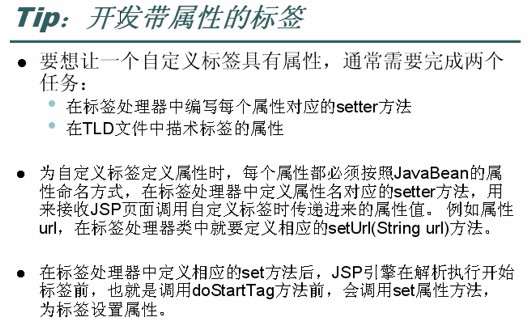 Tip：开发带属性的标签
要想让一个自定义标签具有属性，通常需要完成两个
任务：
在标签处理器中编写每个属性对应的setter方法
在TLD文件中描术标签的属性
为自定义标签定义属性时，每个属性都必须按照JavaBean的属
性命名方式，在标签处理器中定义属性名对应的setter方法，用
来接收JSP页面调用自定义标签时传递进来的属性值。 例如属性
url，在标签处理器类中就要定义相应的setUrl(String url)方法。
在标签处理器中定义相应的set方法后，JSP引擎在解析执行开始
标签前，也就是调用doStartTag方法前，会调用set属性方法，
为标签设置属性。